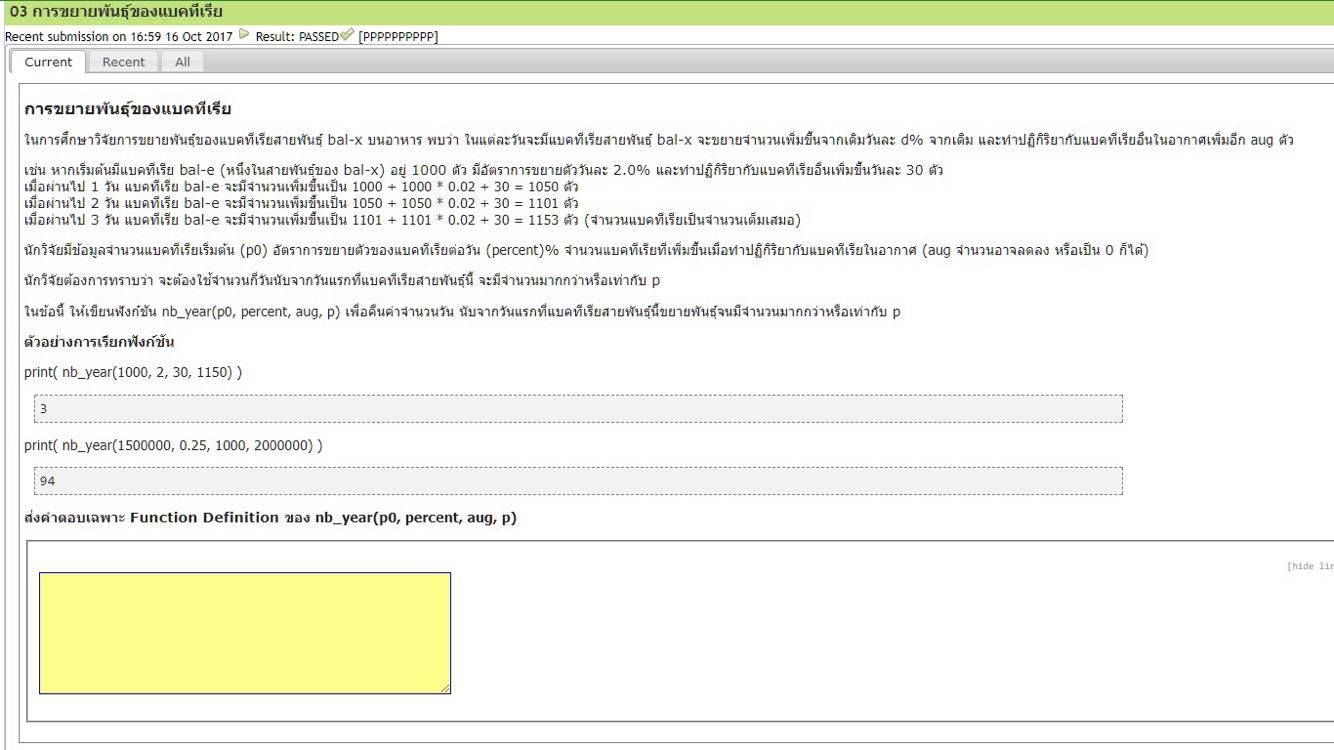 03 การขยายพันธุ์ของแบคทีเรีย
Recent submission on 16:59 16 Oct 2017 Result: PASSED [PPPPPPPPPP]
Current Recent All
การขยายพันธุ์ของแบคทีเรีย
ในการศึกษาวิจัยการขยายพันธุ์ของแบคทีเรียสายพันธุ์ bal-x บนอาหาร พบว่า ในแต่ละวันจะมีแบคทีเรียสายพันธุ์ bal-x จะขยายจำนวนเพิ่มขึ้นจากเดิมวันละ d% จากเดิม และทำปฏิกิริยากับแบคทีเรียอื่นในอากาศเพิ่มอีก aug ตัว
เช่น หากเริ่มต้นมีแบคทีเรีย bal-e (หนึ่งในสายพันธุ์ของ bal-x) อยู่ 1000 ตัว มีอัตราการขยายตัววันละ 2.0% และทำปฏิกิริยากับแบคทีเรียอื่นเพิ่มขึ้นวันละ 30 ตัว
เมื่อผ่านไป 1 วัน แบคทีเรีย bal-e จะมีจำนวนเพิ่มขึ้นเป็น 1000 + 1000 * 0.02 + 30 = 1050 ตัว
เมื่อผ่านไป 2 วัน แบคทีเรีย bal-e จะมีจำนวนเพิ่มขึ้นเป็น 1050 + 1050 * 0.02 + 30 = 1101 ตัว
เมื่อผ่านไป 3 วัน แบคทีเรีย bal-e จะมีจำนวนเพิ่มขึ้นเป็น 1101 + 1101 * 0.02 + 30 = 1153 ตัว (จำนวนแบคทีเรียเป็นจำนวนเต็มเสมอ)
นักวิจัยมีข้อมูลจำนวนแบคทีเรียเริ่มต้น (p0) อัตราการขยายตัวของแบคทีเรียต่อวัน (percent)% จำนวนแบคทีเรียที่เพิ่มขึ้นเมื่อทำปฏิกิริยากับแบคทีเรียในอากาศ (aug จำนวนอาจลดลง หรือเป็น 0 ก็ได้)
นักวิจัยต้องการทราบว่า จะต้องใช้จำนวนกี่วันนับจากวันแรกที่แบคทีเรียสายพันธุ์นี้ จะมีจำนวนมากกว่าหรือเท่ากับ p
ในข้อนี้ ให้เขียนฟังก์ชัน nb_year(p0, percent, aug, p) เพื่อคืนค่าจำนวนวัน นับจากวันแรกที่แบคทีเรียสายพันธุ์นี้ขยายพันธุ์จนมีจำนวนมากกว่าหรือเท่ากับ p
ตัวอย่างการเรียกฟังก์ชัน
print( nb_year(1000, 2, 30, 1150) )
3
print( nb_year(1500000, 0.25, 1000, 2000000) )
94
ส่งคำตอบเฉพาะ Function Definition ของ nb_year(p0, percent, aug, p)
[hide lin